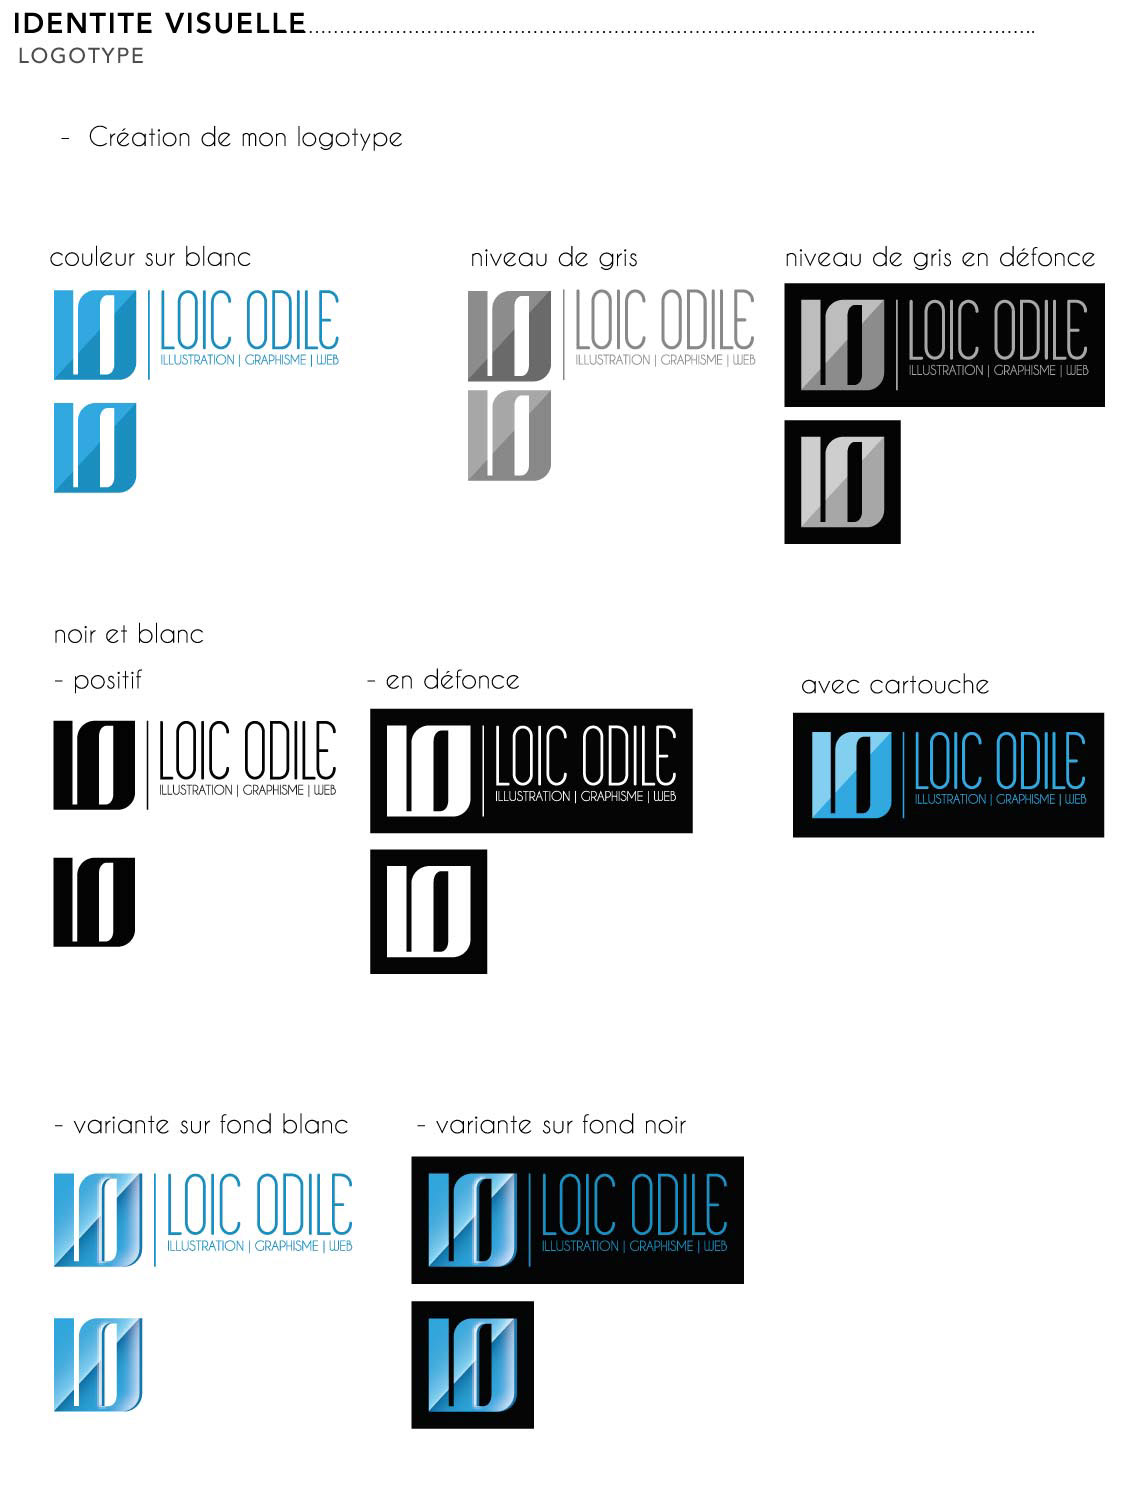 IDENTITE VISUELLE
LOGOTYPE
- Création de mon logotype
couleur sur blanc
LOIC ODILE
ILLUSTRATION | GRAPHISME | WEB
niveau de gris
LOIC ODILE
ILLUSTRATION | GRAPHISME | WEB
niveau de gris en défonce
LOIC ODILE
ILLUSTRATION | GRAPHISME | WEB
noir et blanc
- positif
LOIC ODILE
ILLUSTRATION | GRAPHISME | WEB
- en défonce
LOIC ODILE
ILLUSTRATION | GRAPHISME | WEB
avec cartouche
LOIC ODILE
ILLUSTRATION | GRAPHISME | WEB
- variante sur fond blanc
LOIC ODILE
ILLUSTRATION | GRAPHISME | WEB
- variante sur fond noir
LOIC ODILE
ILLUSTRATION | GRAPHISME | WEB